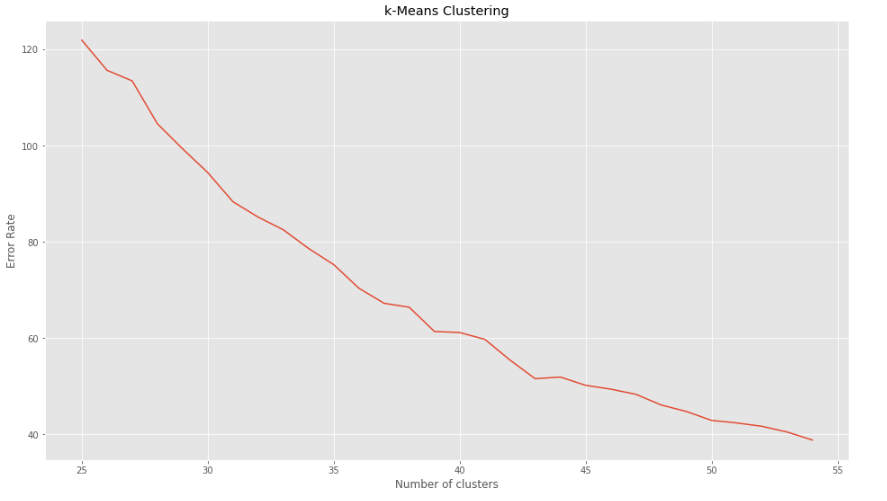 k-Means Clustering
Error Rate
120
100
80
60
40
25 30 35 40 45 50 55
Number of clusters